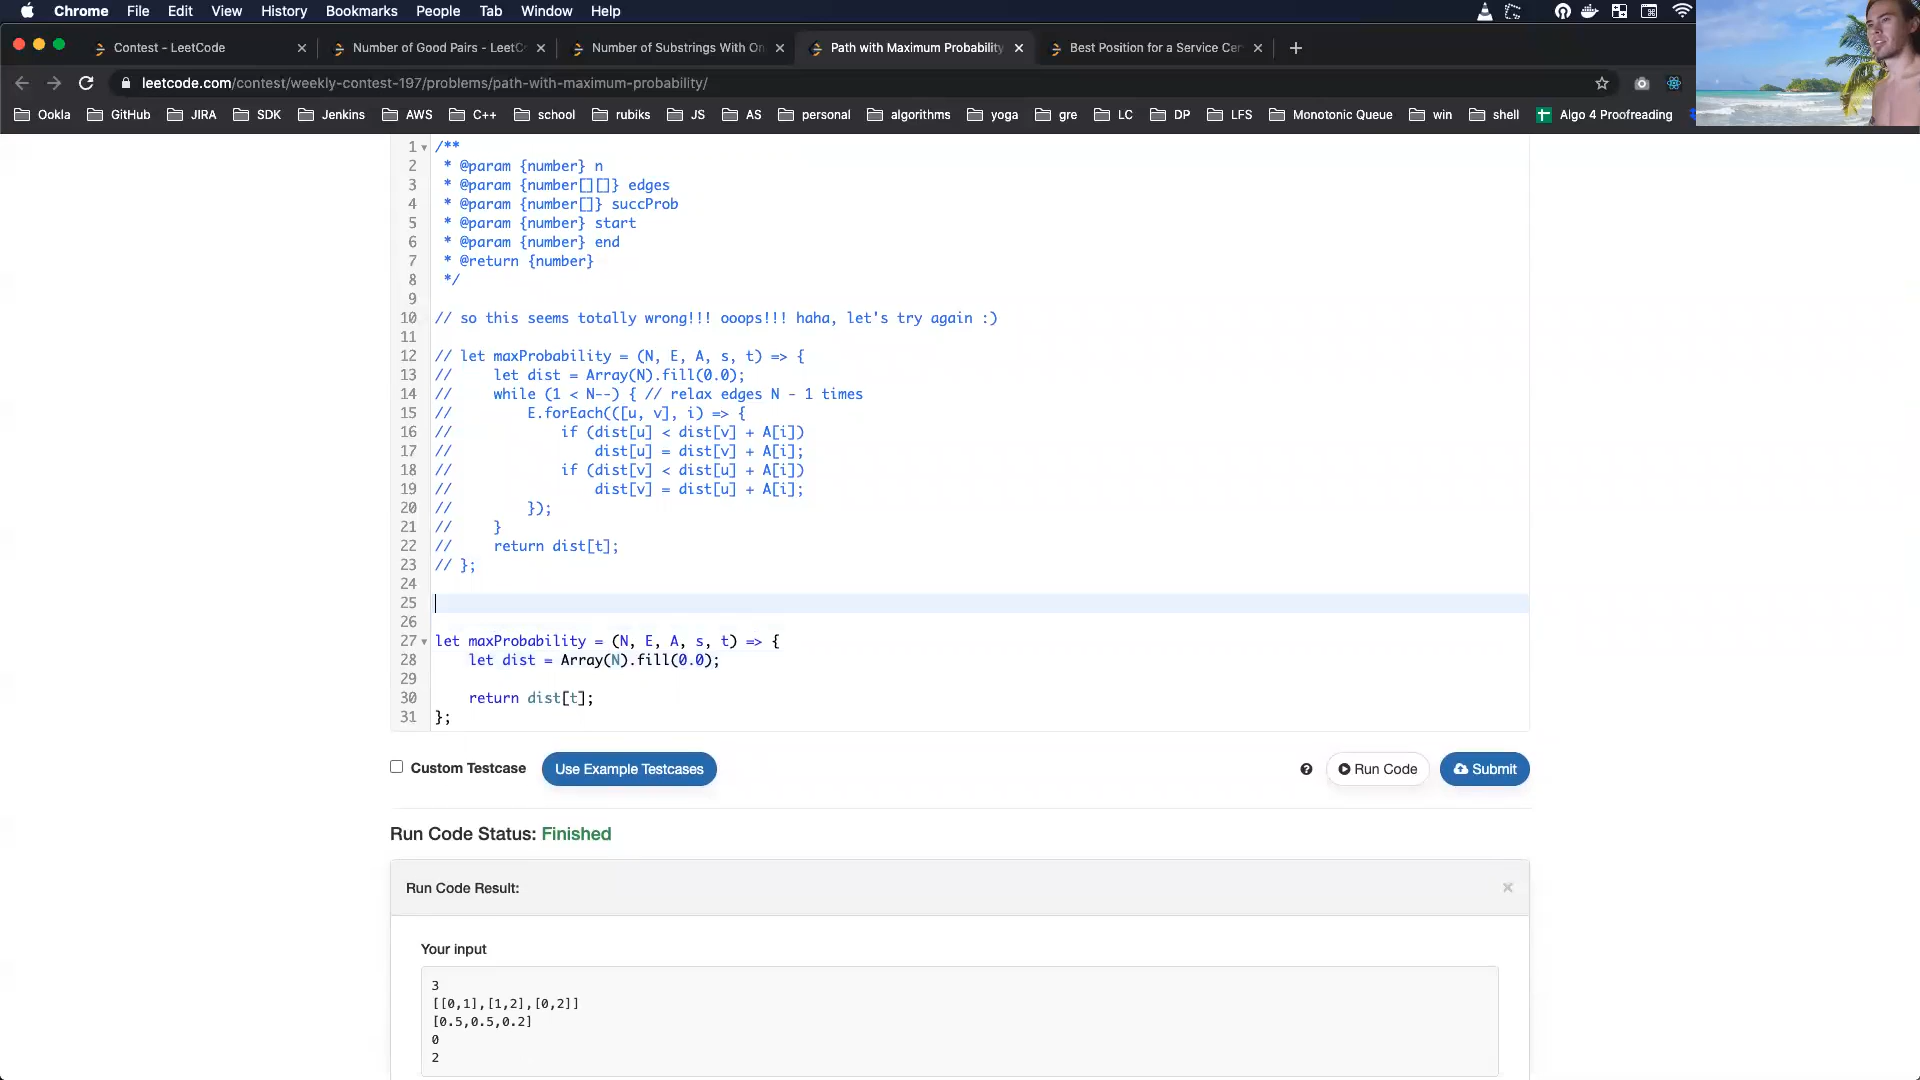 Chrome File Edit View History Bookmarks People Tab Window Help
Contest - LeetCode
Number of Good Pairs - LeetC
Number of Substrings With On
Path with Maximum Probability
Best Position for a Service Cer
leetcode.com/contest/weekly-contest-197/problems/path-with-maximum-probability/
Ookla GitHub JIRA SDK Jenkins AWS C++ school rubiks JS AS personal algorithms yoga gre LC DP LFS Monotonic Queue win shell Algo 4 Proofreading
1 /**
2  * @param {number} n
3  * @param {number[][]} edges
4  * @param {number[]} succProb
5  * @param {number} start
6  * @param {number} end
7  * @return {number}
8  */
9
10 // so this seems totally wrong!!! ooops!!! haha, let's try again :)
11
12 // let maxProbability = (N, E, A, s, t) => {
13 //     let dist = Array(N).fill(0.0);
14 //     while (1 < N--) { // relax edges N - 1 times
15 //         E.forEach(([u, v], i) => {
16 //             if (dist[u] < dist[v] + A[i])
17 //                 dist[u] = dist[v] + A[i];
18 //             if (dist[v] < dist[u] + A[i])
19 //                 dist[v] = dist[u] + A[i];
20 //         });
21 //     }
22 //     return dist[t];
23 // };
24
25
26
27 let maxProbability = (N, E, A, s, t) => {
28     let dist = Array(N).fill(0.0);
29
30     return dist[t];
31 };
Custom Testcase Use Example Testcases Run Code Submit
Run Code Status: Finished
Run Code Result:
Your input
3
[[0,1],[1,2],[0,2]]
[0.5,0.5,0.2]
0
2